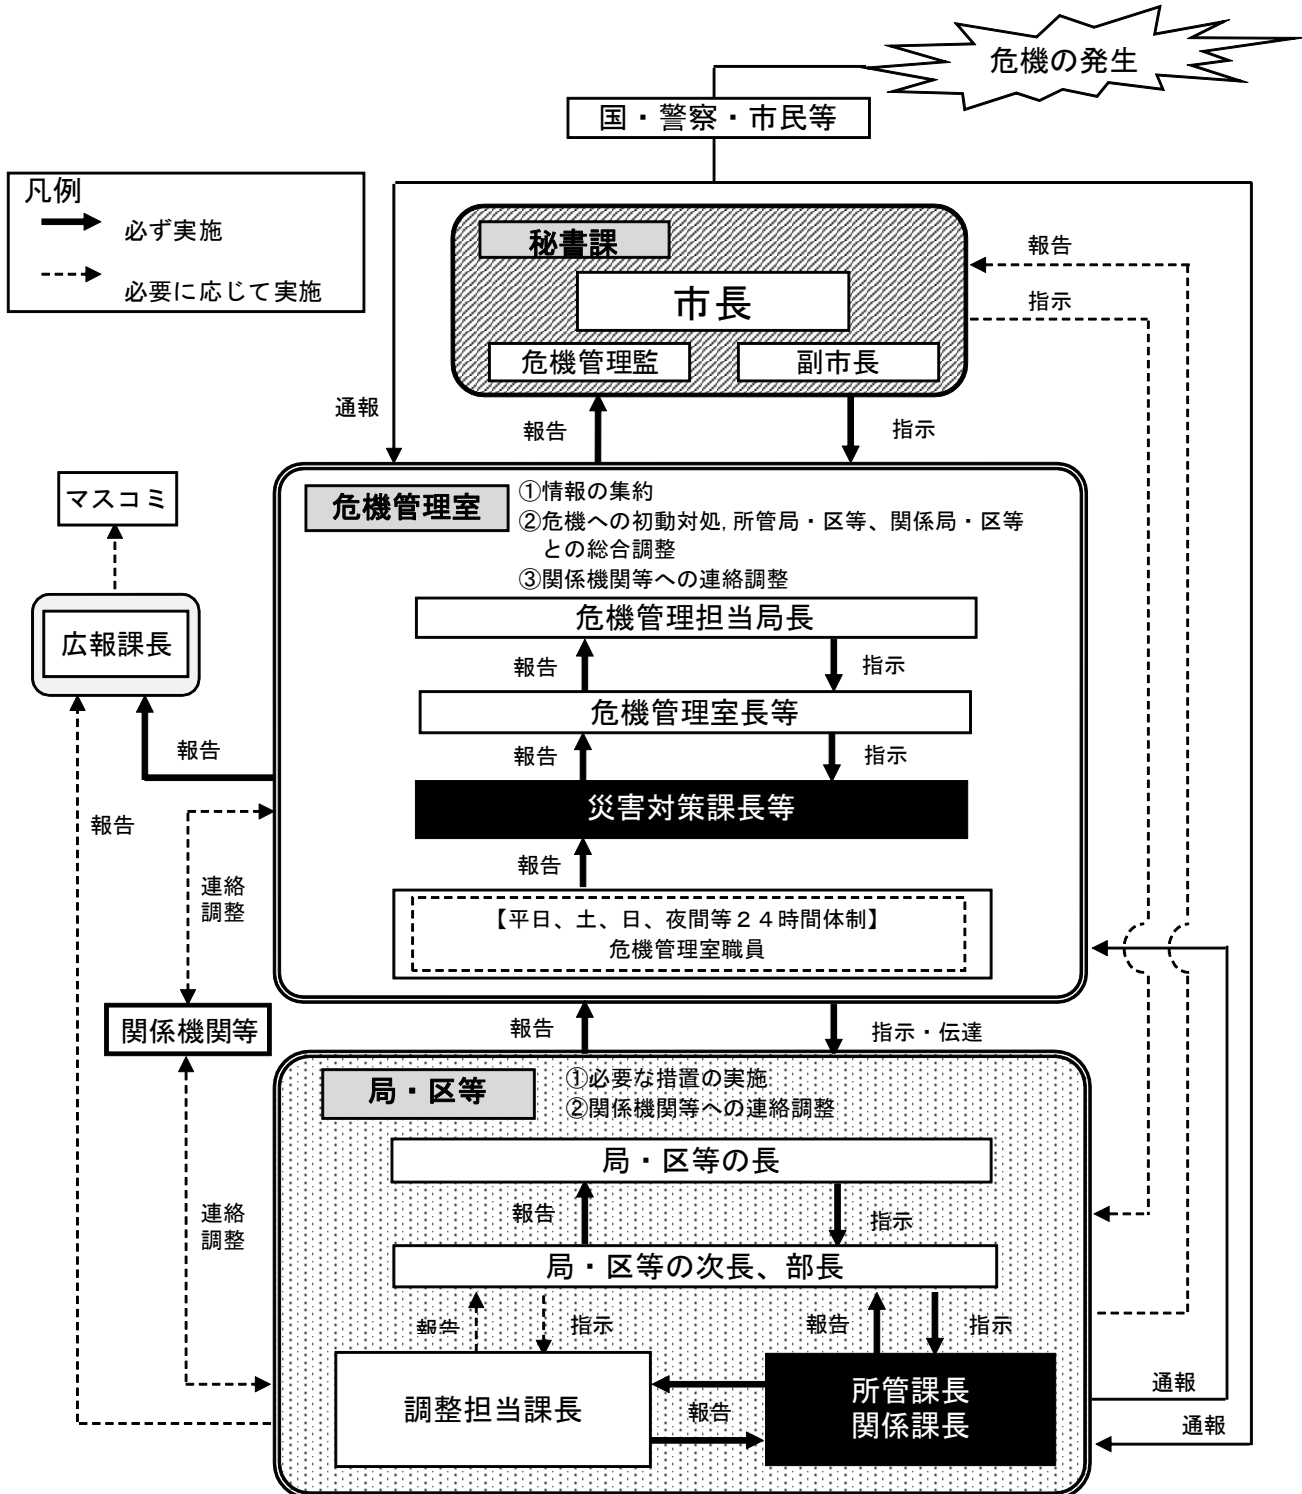 危機の発生
国・警察・市民等
凡例
必ず実施
必要に応じて実施
秘書課
市長
危機管理監
副市長
報告
指示
通報
報告
指示
マスコミ
危機管理室
①情報の集約
②危機への初動対処,所管局・区等、関係局・区等
との総合調整
③関係機関等への連絡調整
危機管理担当局長
広報課長
報告
指示
危機管理室長等
報告
報告
指示
災害対策課長等
報告
報告
連絡
調整
【平日、土、日、夜間等24時間体制】
危機管理室職員
関係機関等
報告
指示・伝達
局・区等
①必要な措置の実施
②関係機関等への連絡調整
局・区等の長
連絡
調整
報告
指示
局・区等の次長、部長
報告
指示
報告
指示
調整担当課長
報告
所管課長
関係課長
通報
通報